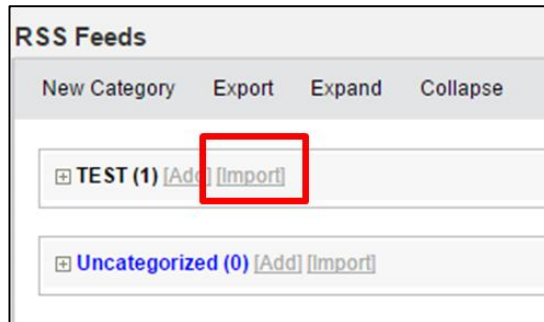 RSS Feeds
New Category Export Expand Collapse
TEST (1) [Add] [Import]
Uncategorized (0) [Add] [Import]